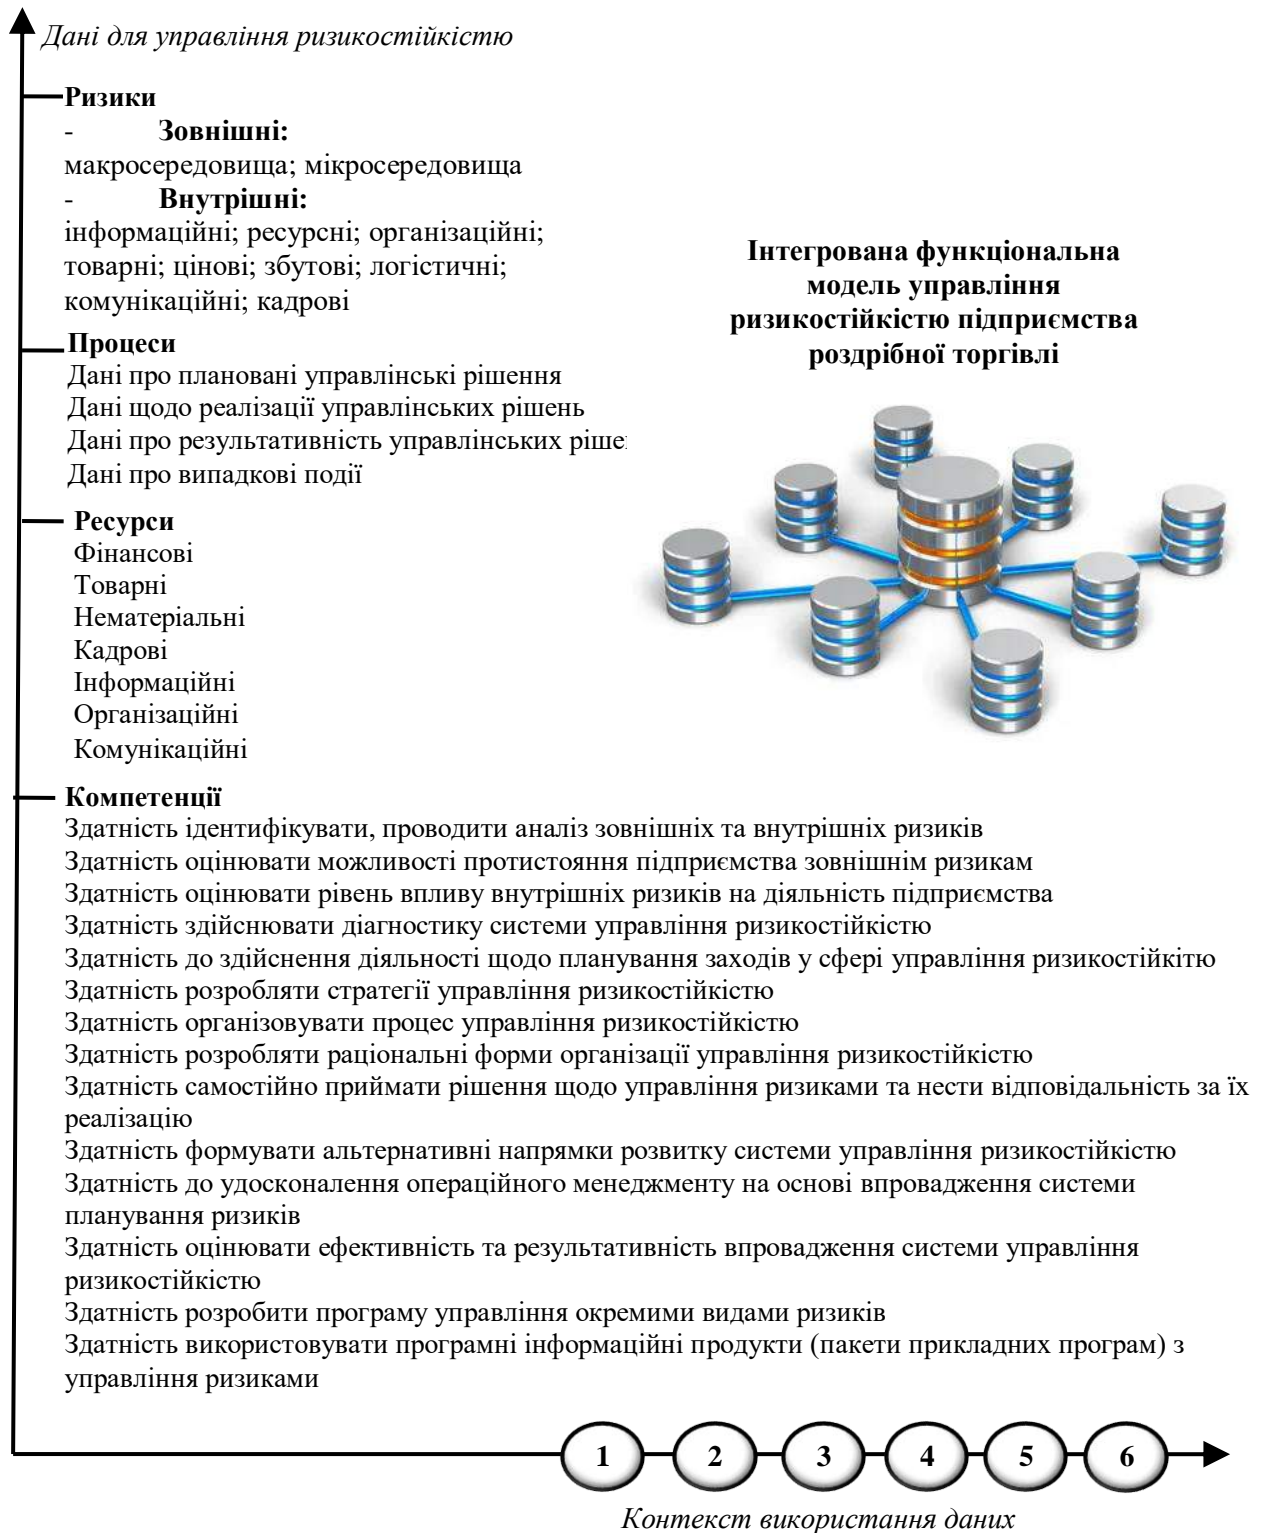 Дані для управління ризикостійкістю
Ризики
- Зовнішні:
макросередовища; мікросередовища
- Внутрішні:
інформаційні; ресурсні; організаційні;
товарні; цінові; збутові; логістичні;
комунікаційні; кадрові
Інтегрована функціональна
модель управління
ризикостійкістю підприємства
роздрібної торгівлі
Процеси
Дані про плановані управлінські рішення
Дані щодо реалізації управлінських рішень
Дані про результативність управлінських ріше
Дані про випадкові події
Ресурси
Фінансові
Товарні
Нематеріальні
Кадрові
Інформаційні
Організаційні
Комунікаційні
Компетенції
Здатність ідентифікувати, проводити аналіз зовнішніх та внутрішніх ризиків
Здатність оцінювати можливості протистояння підприємства зовнішнім ризикам
Здатність оцінювати рівень впливу внутрішніх ризиків на діяльність підприємства
Здатність здійснювати діагностику системи управління ризикостійкістю
Здатність до здійснення діяльності щодо планування заходів у сфері управління ризикостійкітю
Здатність розробляти стратегії управління ризикостійкістю
Здатність організовувати процес управління ризикостійкістю
Здатність розробляти раціональні форми організації управління ризикостійкістю
Здатність самостійно приймати рішення щодо управління ризиками та нести відповідальність за їх
реалізацію
Здатність формувати альтернативні напрямки розвитку системи управління ризикостійкістю
Здатність до удосконалення операційного менеджменту на основі впровадження системи
планування ризиків
Здатність оцінювати ефективність та результативність впровадження системи управління
ризикостійкістю
Здатність розробити програму управління окремими видами ризиків
Здатність використовувати програмні інформаційні продукти (пакети прикладних програм) з
управління ризиками
1 2 3 4 5 6
Контекст використання даних